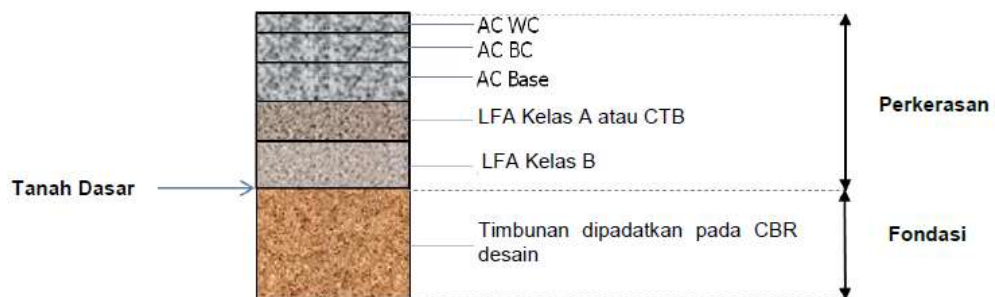 AC WC
AC BC
AC Base
LFA Kelas A atau CTB
Perkerasan
LFA Kelas B
Tanah Dasar
Timbunan dipadatkan pada CBR
desain
Fondasi